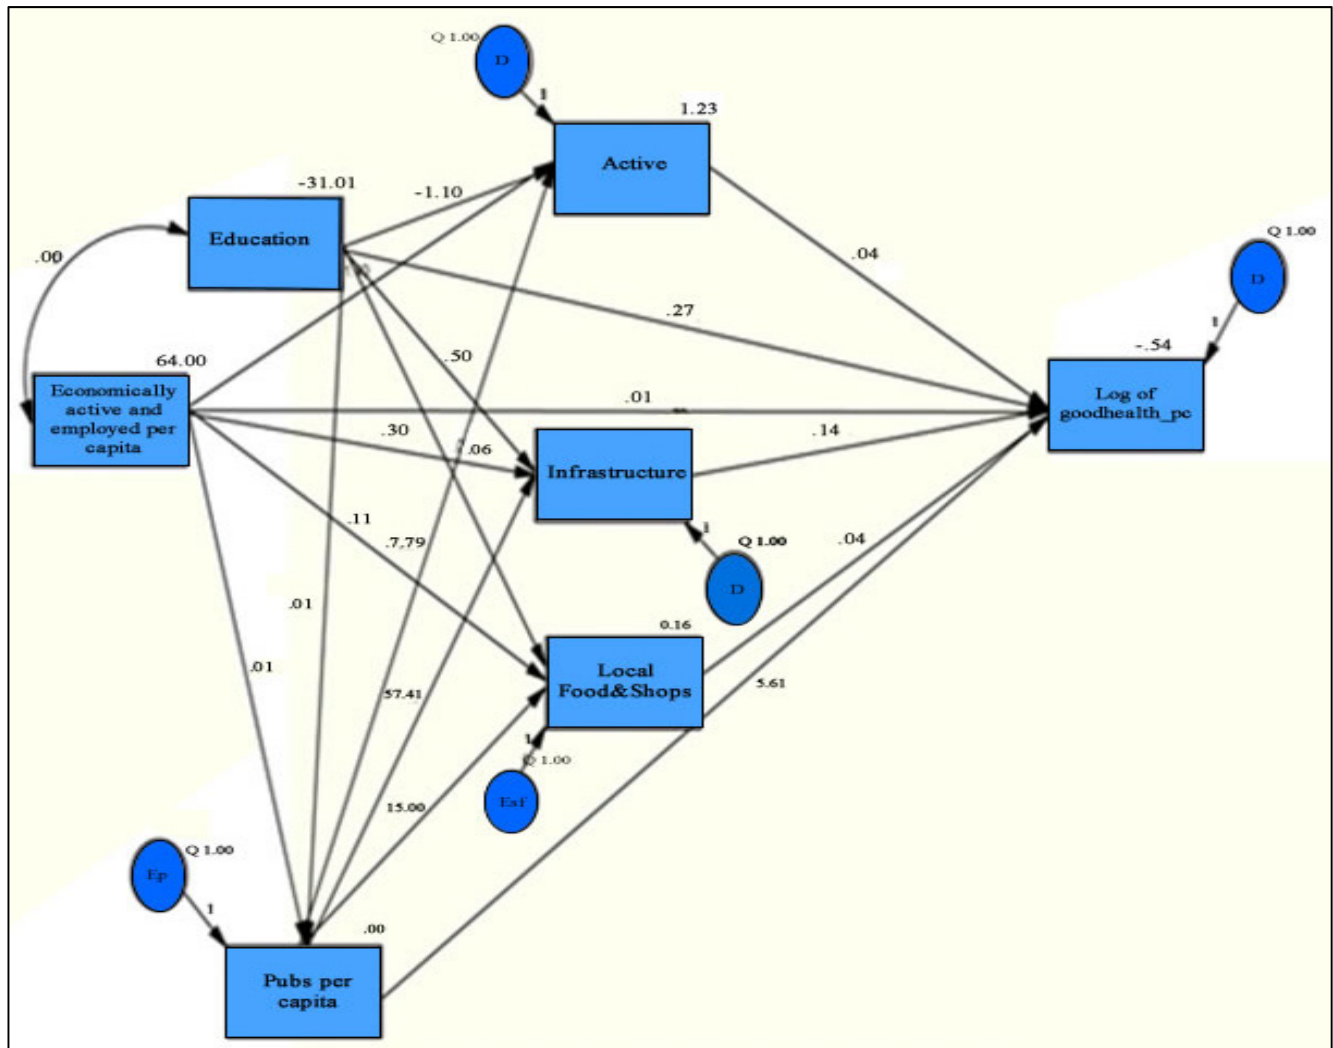 Q 1.00
D
1
1.23
Active
-31.01
-1.10
Education
.00
.04
Q 1.00
D
1
.27
-.54
64.00
.50
Economically
active and
employed per
capita
.01
Log of
goodhealth_pc
.30
.06
.14
Infrastructure
1
.11
.7.79
Q 1.00
D
.04
.01
0.16
.01
Local
Food&Shops
57.41
5.61
1
Q 1.00
Esf
15.00
Q 1.00
Ep
1
.00
Pubs per
capita